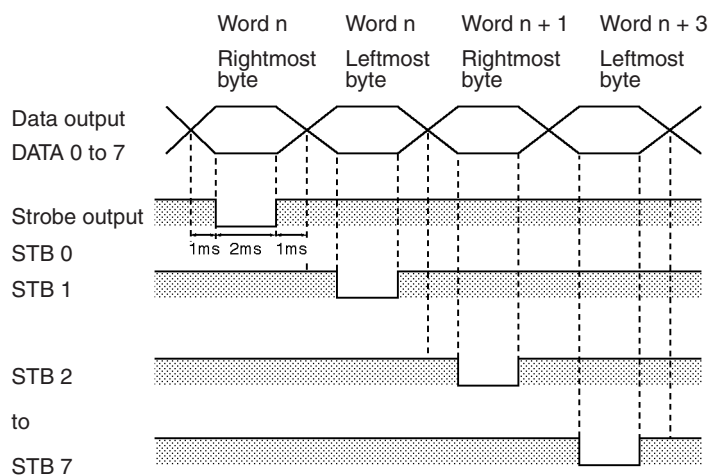 Word n Word n Word n + 1 Word n + 3
Rightmost Leftmost Rightmost Leftmost
byte byte byte byte
Data output
DATA 0 to 7
Strobe output
1ms 2ms 1ms
STB 0
STB 1
STB 2
to
STB 7